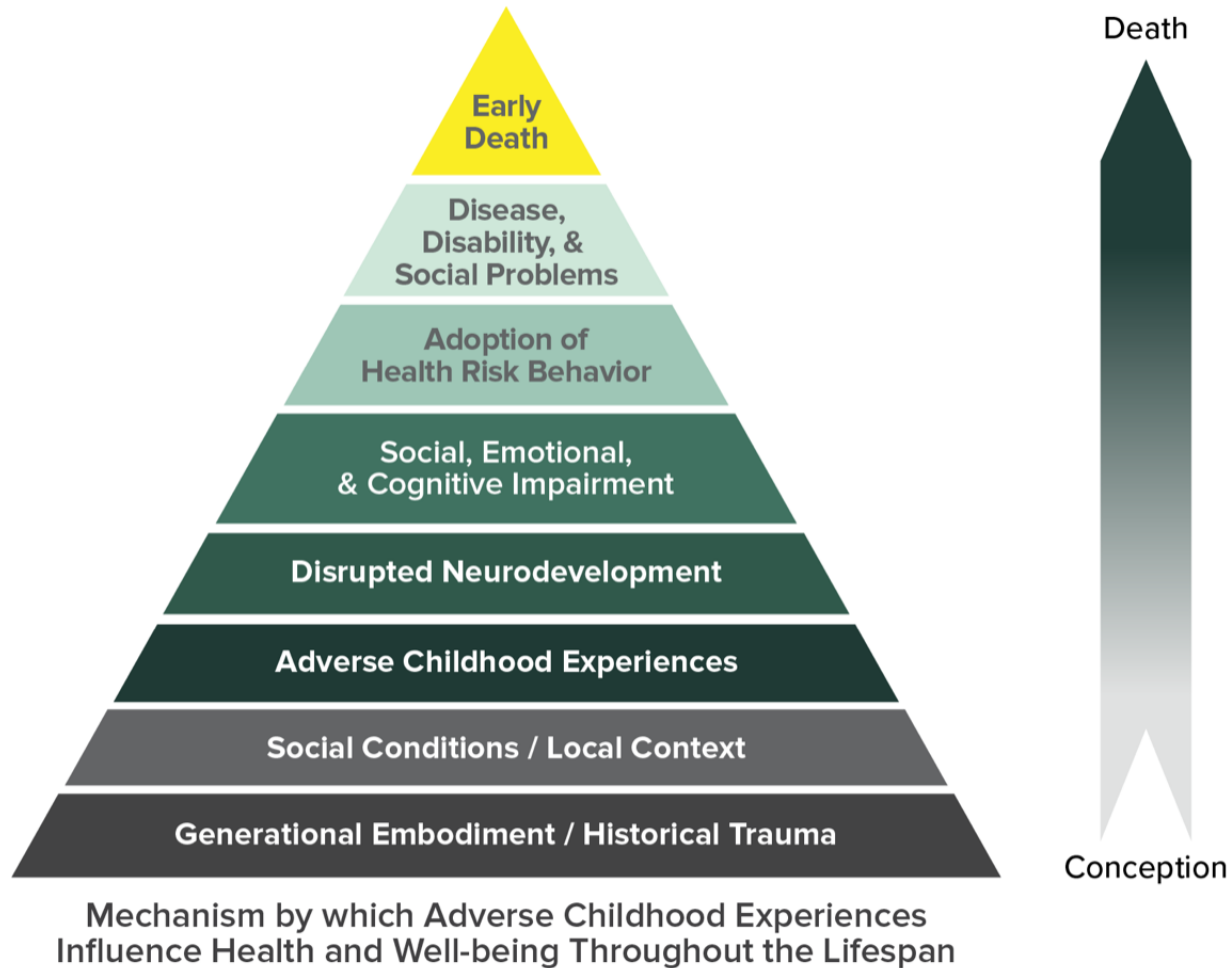 Death
Early
Death
Disease,
Disability, &
Social Problems
Adoption of
Health Risk Behavior
Social, Emotional,
& Cognitive Impairment
Disrupted Neurodevelopment
Adverse Childhood Experiences
Social Conditions / Local Context
Generational Embodiment / Historical Trauma
Conception
Mechanism by which Adverse Childhood Experiences
Influence Health and Well-being Throughout the Lifespan